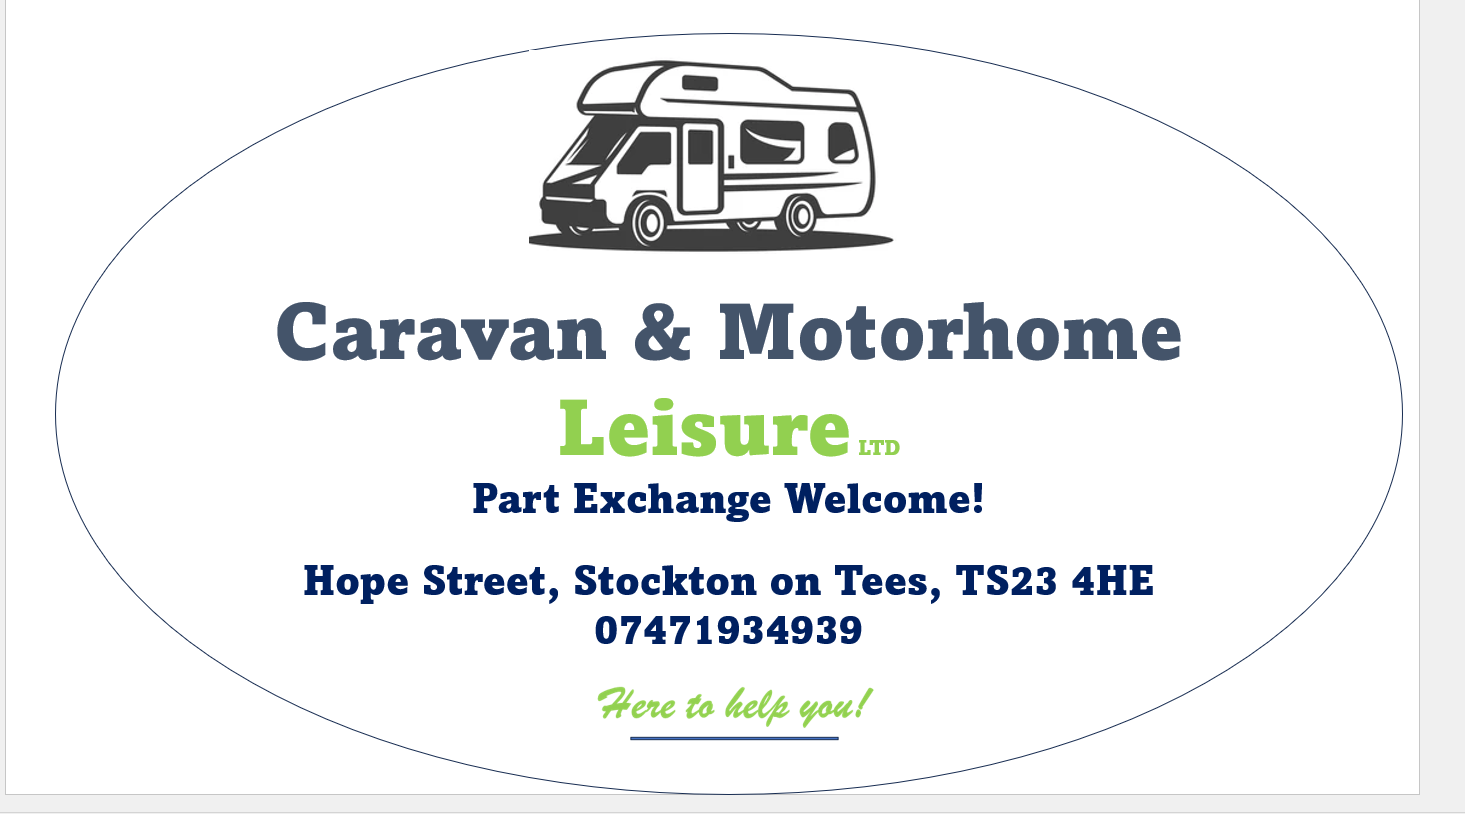 Caravan & Motorhome
Leisure LTD
Part Exchange Welcome!
Hope Street, Stockton on Tees, TS23 4HE
07471934939
Here to help you!